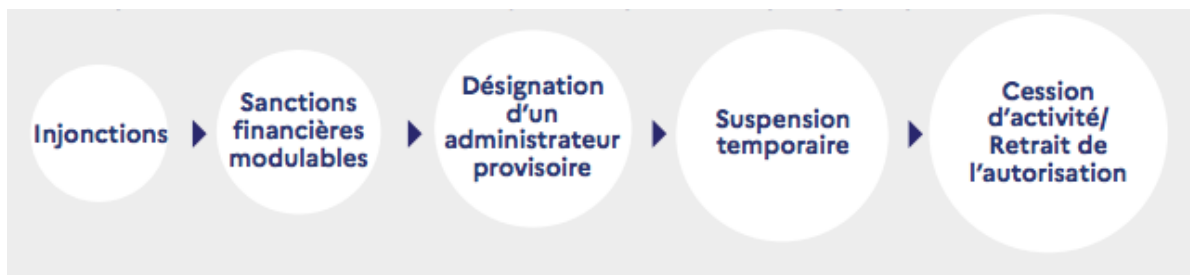 Injonctions
Sanctions
financières
modulables
Désignation
d'un
administrateur
provisoire
Suspension
temporaire
Cession
d'activité/
Retrait de
l'autorisation